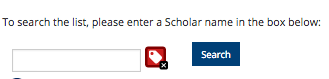 To search the list, please enter a Scholar name in the box below:
Search